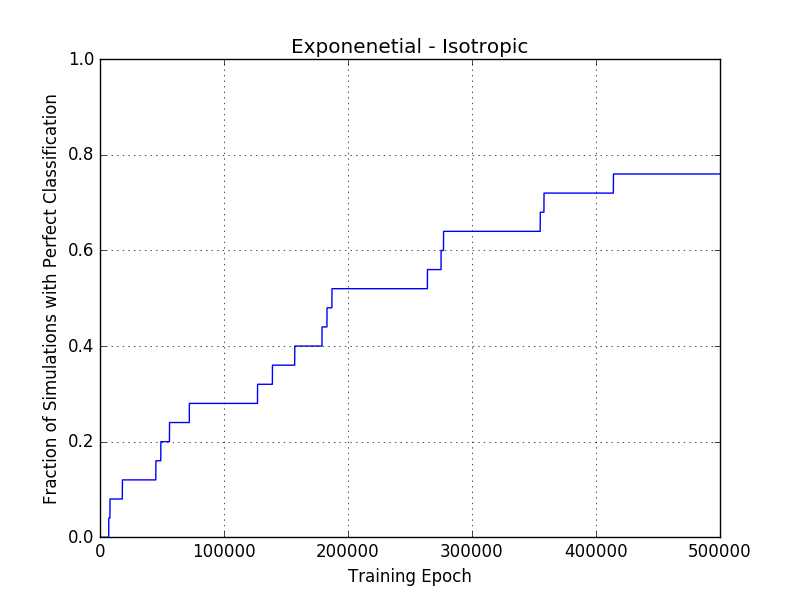 Exponenetial - Isotropic
Fraction of Simulations with Perfect Classification
1.0
0.8
0.6
0.4
0.2
0.0
0 100000 200000 300000 400000 500000
Training Epoch